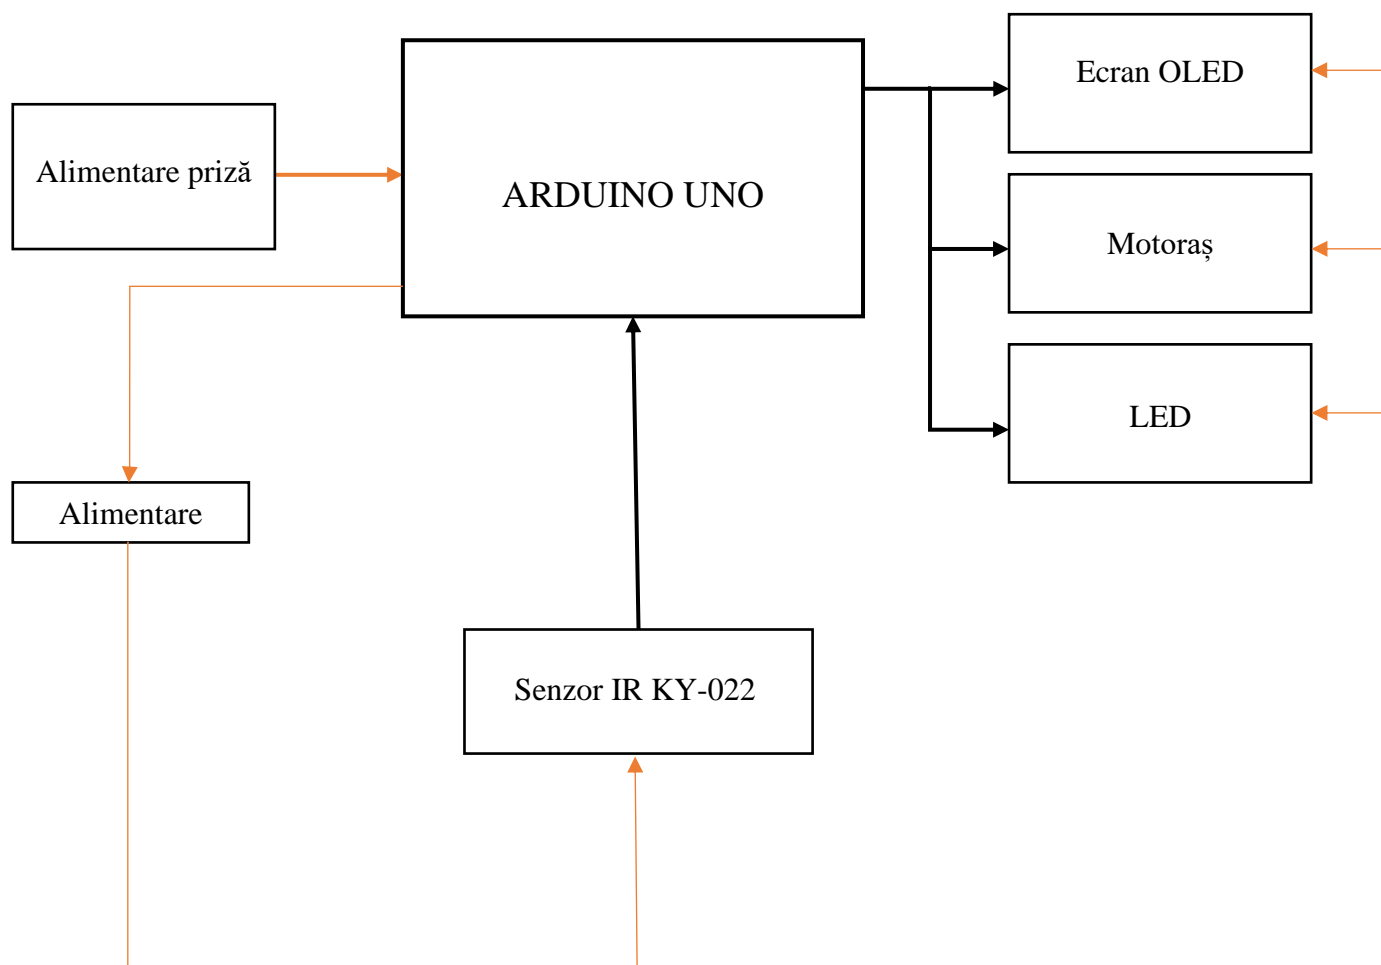 Ecran OLED
Alimentare priză
ARDUINO UNO
Motoraș
LED
Alimentare
Senzor IR KY-022